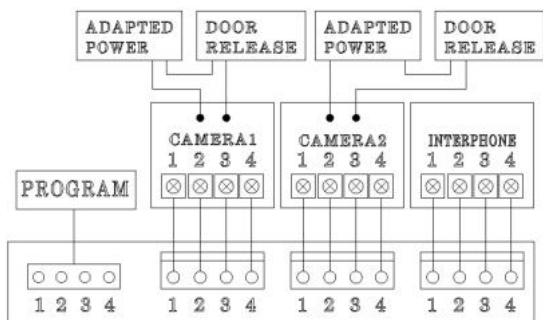 ADAPTED POWER
DOOR RELEASE
ADAPTED POWER
DOOR RELEASE
CAMERA1
1 2 3 4
CAMERA2
1 2 3 4
INTERPHONE
1 2 3 4
PROGRAM
1 2 3 4
1 2 3 4
1 2 3 4
1 2 3 4